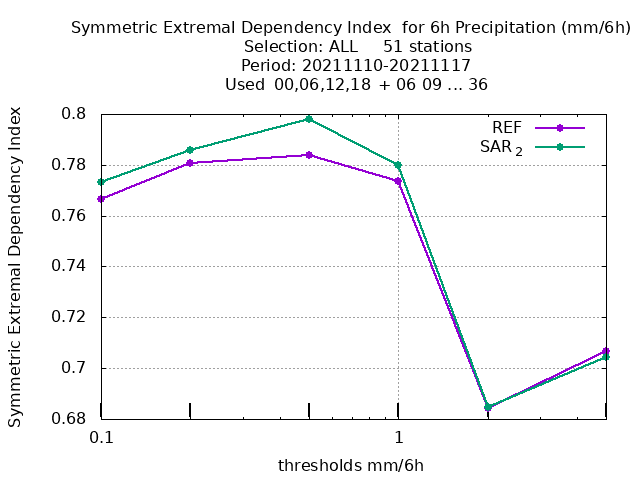 Symmetric Extremal Dependency Index  for 6h Precipitation (mm/6h)
Selection: ALL     51 stations
Period: 20211110-20211117
Used  00,06,12,18  + 06 09 ... 36
REF
SAR 2
0.8
0.78
0.76
0.74
0.72
0.7
0.68
0.1
1
Symmetric Extremal Dependency Index
thresholds mm/6h